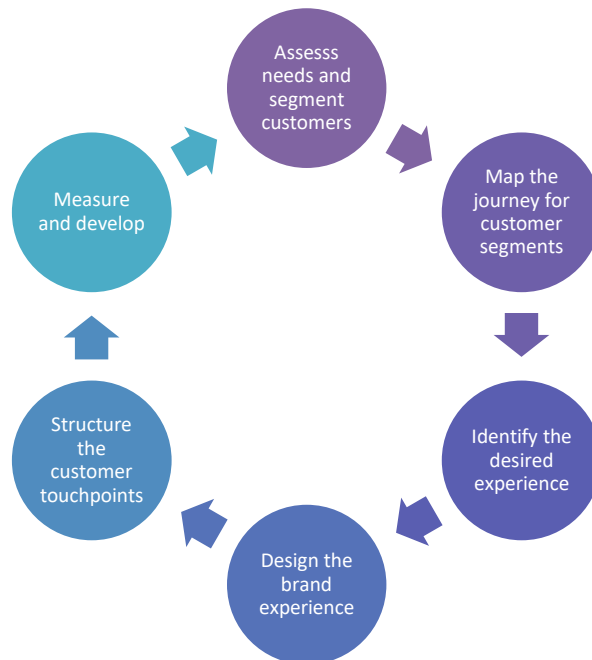 Assesss
needs and
segment
customers
Map the
journey for
customer
segments
Identify the
desired
experience
Design the
brand
experience
Structure
the
customer
touchpoints
Measure
and develop